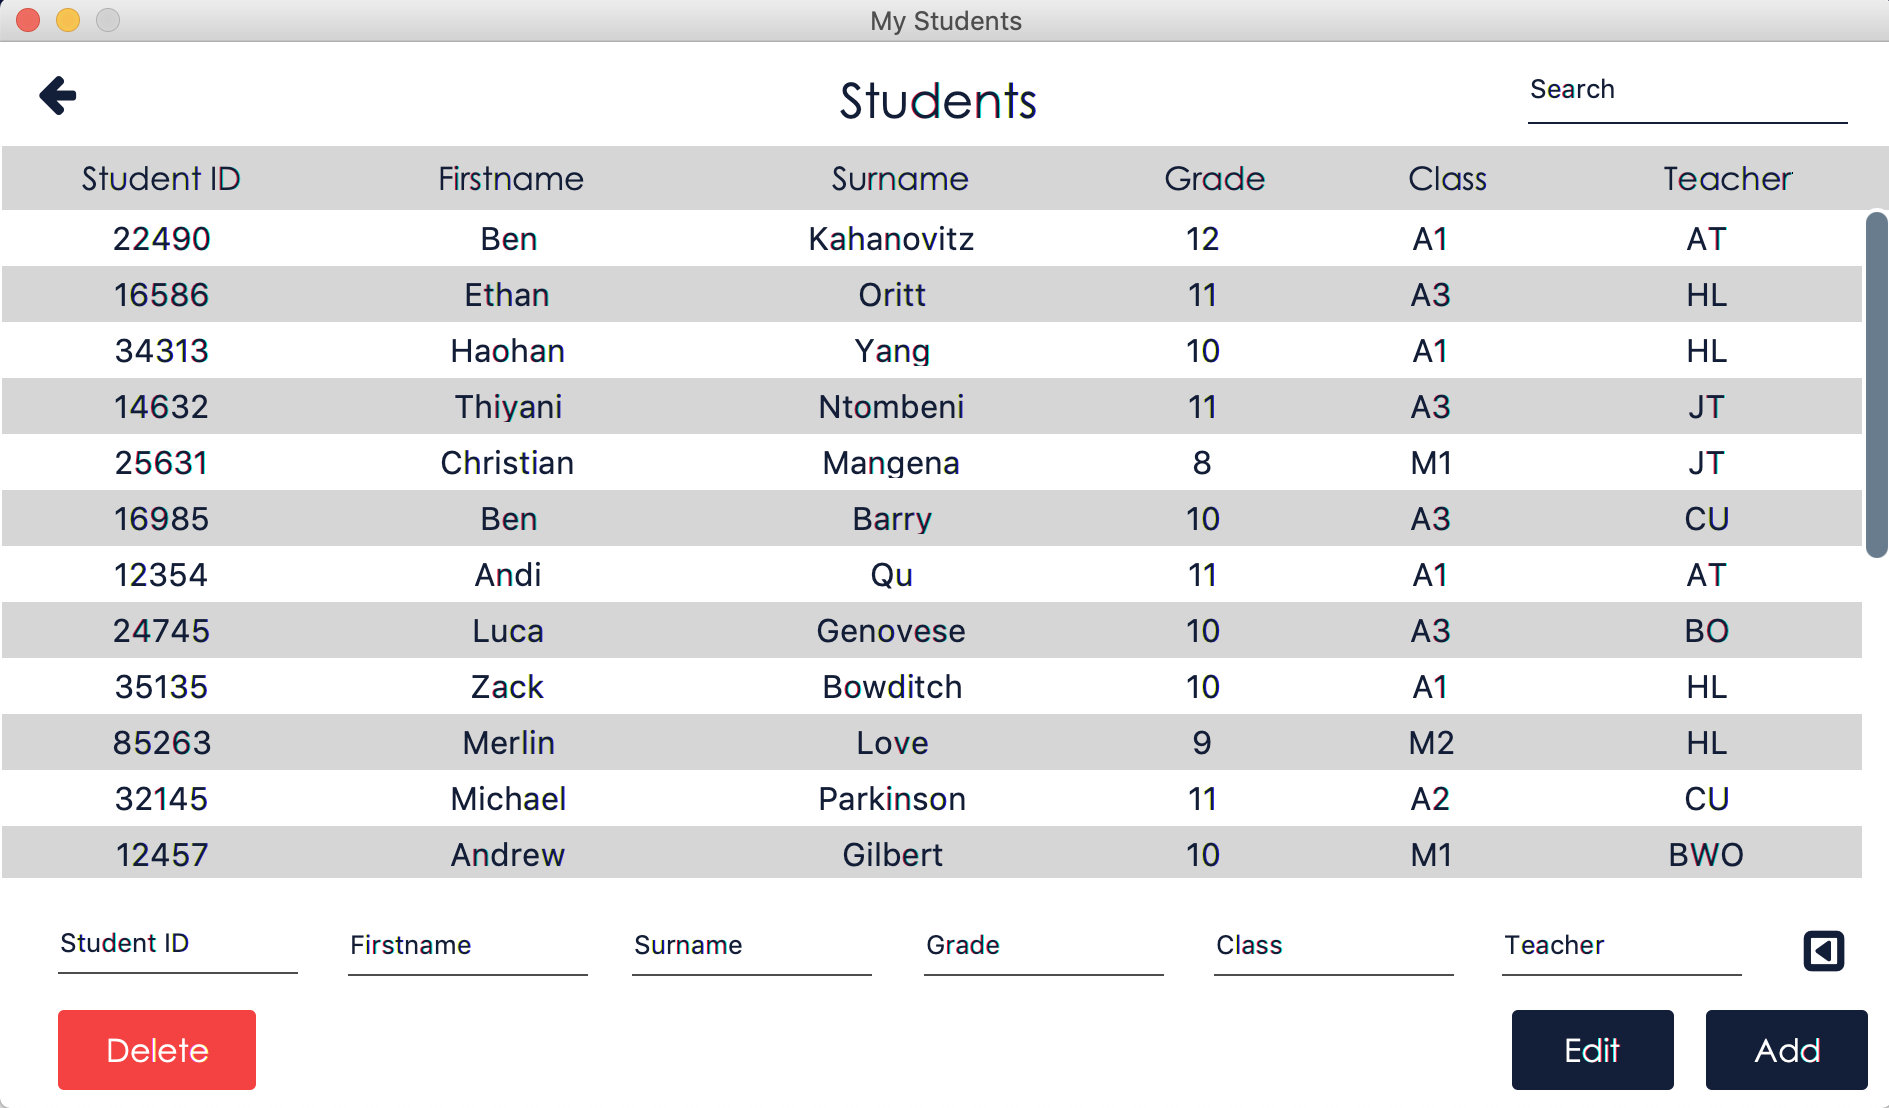 My Students
Students
Search
Student ID Firstname Surname Grade Class Teacher
22490 Ben Kahanovitz 12 A1 AT
16586 Ethan Oritt 11 A3 HL
34313 Haohan Yang 10 A1 HL
14632 Thiyani Ntombeni 11 A3 JT
25631 Christian Mangena 8 M1 JT
16985 Ben Barry 10 A3 CU
12354 Andi Qu 11 A1 AT
24745 Luca Genovese 10 A3 BO
35135 Zack Bowditch 10 A1 HL
85263 Merlin Love 9 M2 HL
32145 Michael Parkinson 11 A2 CU
12457 Andrew Gilbert 10 M1 BWO
Student ID Firstname Surname Grade Class Teacher
Delete Edit Add